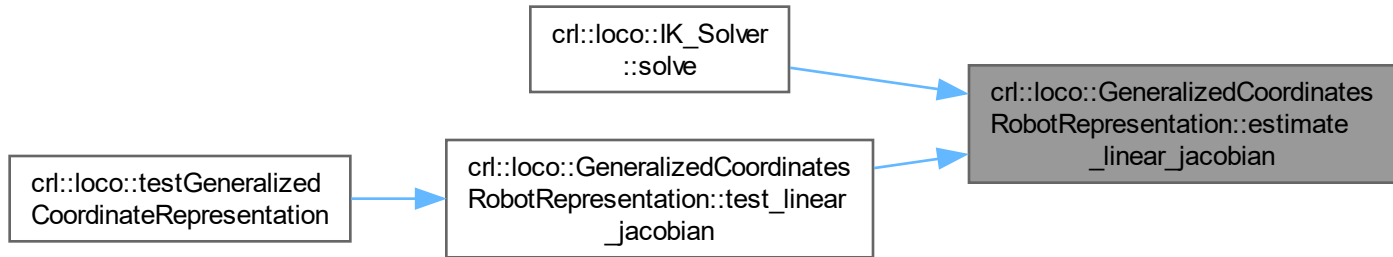 crl::loco::IK_Solver
::solve
crl::loco::GeneralizedCoordinates
RobotRepresentation::estimate
_linear_jacobian
crl::loco::testGeneralized
CoordinateRepresentation
crl::loco::GeneralizedCoordinates
RobotRepresentation::test_linear
_jacobian